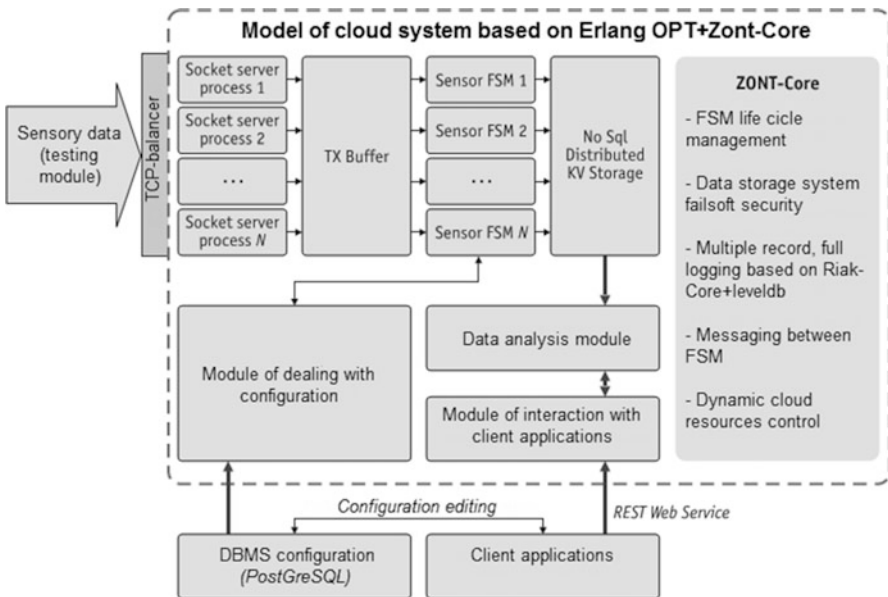 Model of cloud system based on Erlang OPT+Zont-Core
Sensory data
(testing
module)
TCP-balancer
Socket server
process 1
Socket server
process 2
...
Socket server
process N
TX Buffer
Sensor FSM 1
Sensor FSM 2
...
Sensor FSM N
No Sql
Distributed
KV Storage
ZONT-Core
- FSM life cicle
management
- Data storage system
failsoft security
- Multiple record, full
logging based on Riak-
Core+leveldb
- Messaging between
FSM
- Dynamic cloud
resources control
Module of dealing with
configuration
Data analysis module
Module of interaction with
client applications
Configuration editing
REST Web Service
DBMS configuration
(PostGreSQL)
Client applications